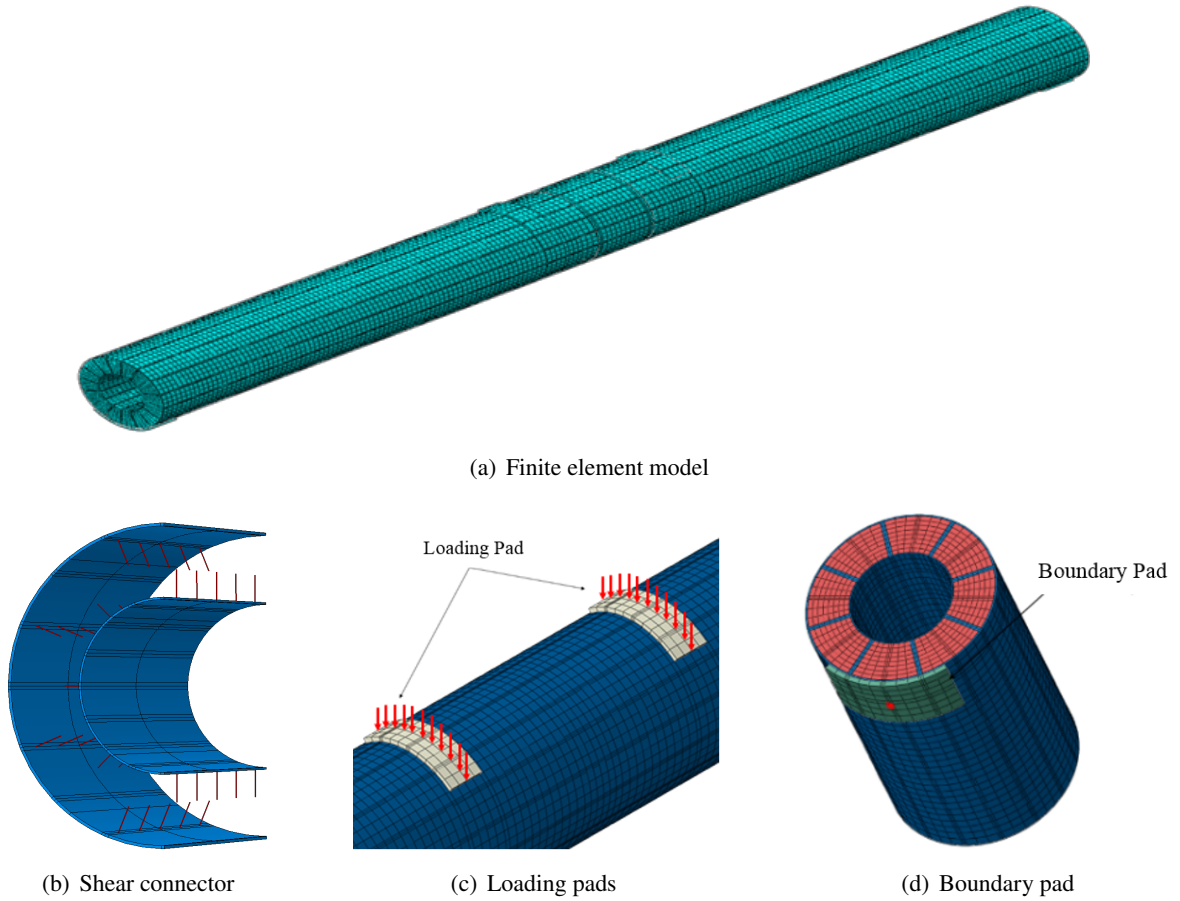 (a) Finite element model
Loading Pad
Boundary Pad
(b) Shear connector
(c) Loading pads
(d) Boundary pad